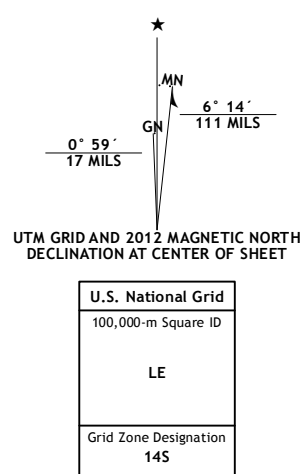 ★
MN
6° 14´
111 MILS
GN
0° 59´
17 MILS
UTM GRID AND 2012 MAGNETIC NORTH
DECLINATION AT CENTER OF SHEET
U.S. National Grid
100,000-m Square ID
LE
Grid Zone Designation
14S